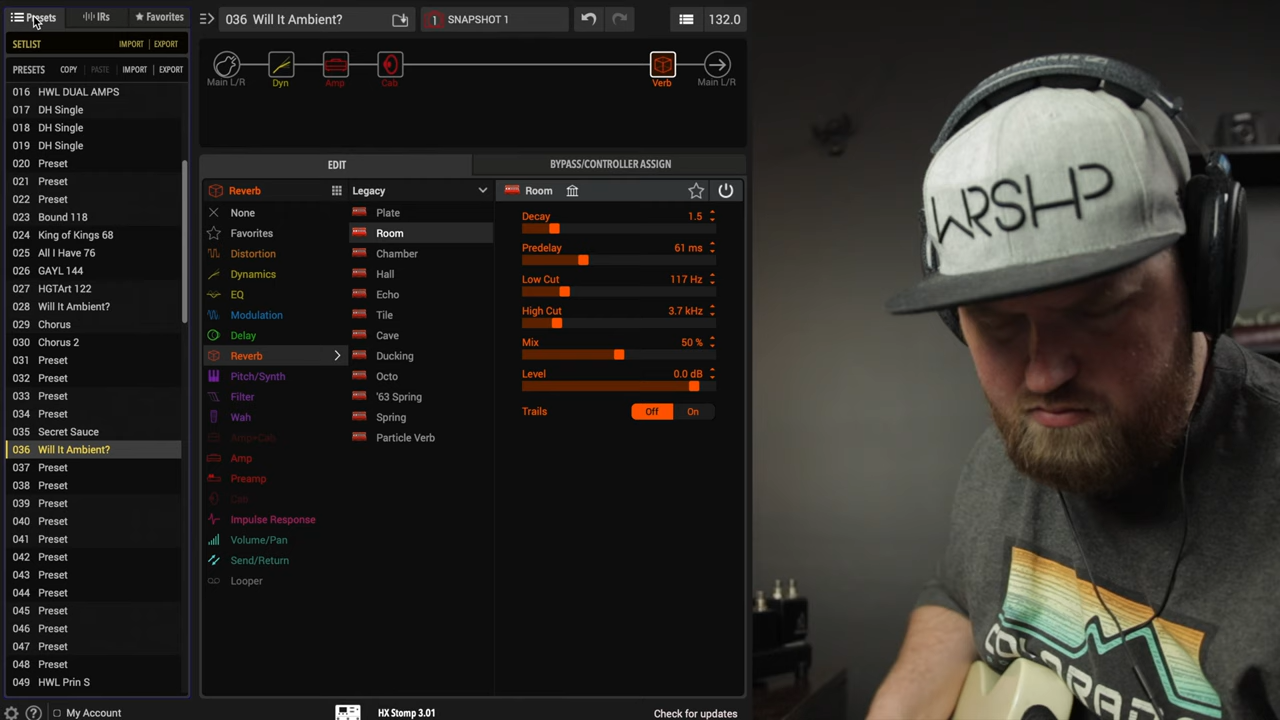 Presets
IRs
Favorites
SETLIST
IMPORT
EXPORT
PRESETS
COPY
PASTE
IMPORT
EXPORT
016 HWL DUAL AMPS
017 DH Single
018 DH Single
019 DH Single
020 Preset
021 Preset
022 Preset
023 Bound 118
024 King of Kings 68
025 All I Have 76
026 GAYL 144
027 HGTArt 122
028 Will It Ambient?
029 Chorus
030 Chorus 2
031 Preset
032 Preset
033 Preset
034 Preset
035 Secret Sauce
036 Will It Ambient?
037 Preset
038 Preset
039 Preset
040 Preset
041 Preset
042 Preset
043 Preset
044 Preset
045 Preset
046 Preset
047 Preset
048 Preset
049 HWL Prin S
My Account
036 Will It Ambient?
1 SNAPSHOT 1
132.0
Main L/R
Dyn
Amp
Cab
Verb
Main L/R
EDIT
BYPASS/CONTROLLER ASSIGN
Reverb
None
Favorites
Distortion
Dynamics
EQ
Modulation
Delay
Reverb
Pitch/Synth
Filter
Wah
Amp+Cab
Amp
Preamp
Cab
Impulse Response
Volume/Pan
Send/Return
Looper
Legacy
Plate
Room
Chamber
Hall
Echo
Tile
Cave
Ducking
Octo
'63 Spring
Spring
Particle Verb
Room
Decay 1.5
Predelay 61 ms
Low Cut 117 Hz
High Cut 3.7 kHz
Mix 50 %
Level 0.0 dB
Trails Off On
HX Stomp 3.01
Check for updates
WRSHP